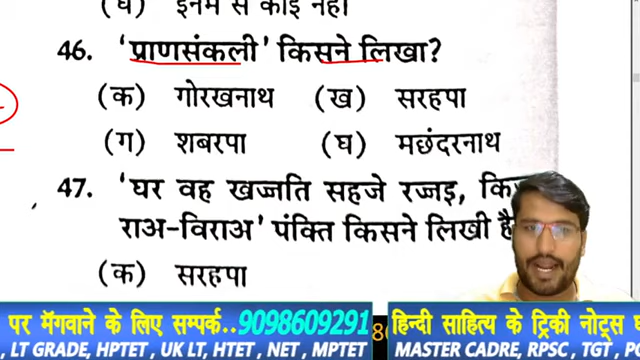 (घ) इनमें से कोई नहीं
46. 'प्राणसंकली' किसने लिखा?
(क) गोरखनाथ (ख) सरहपा
(ग) शबरपा (घ) मछंदरनाथ
47. 'घर वह खज्जति सहजे रज्जइ,
राअ-विराअ' पंक्ति किसने लिखी है
(क) सरहपा
पर मँगवाने के लिए सम्पर्क..9098609291 हिन्दी साहित्य के ट्रिकी नोट्स
, LT GRADE, HPTET , UK LT, HTET , NET , MPTET MASTER CADRE, RPSC , TGT ,